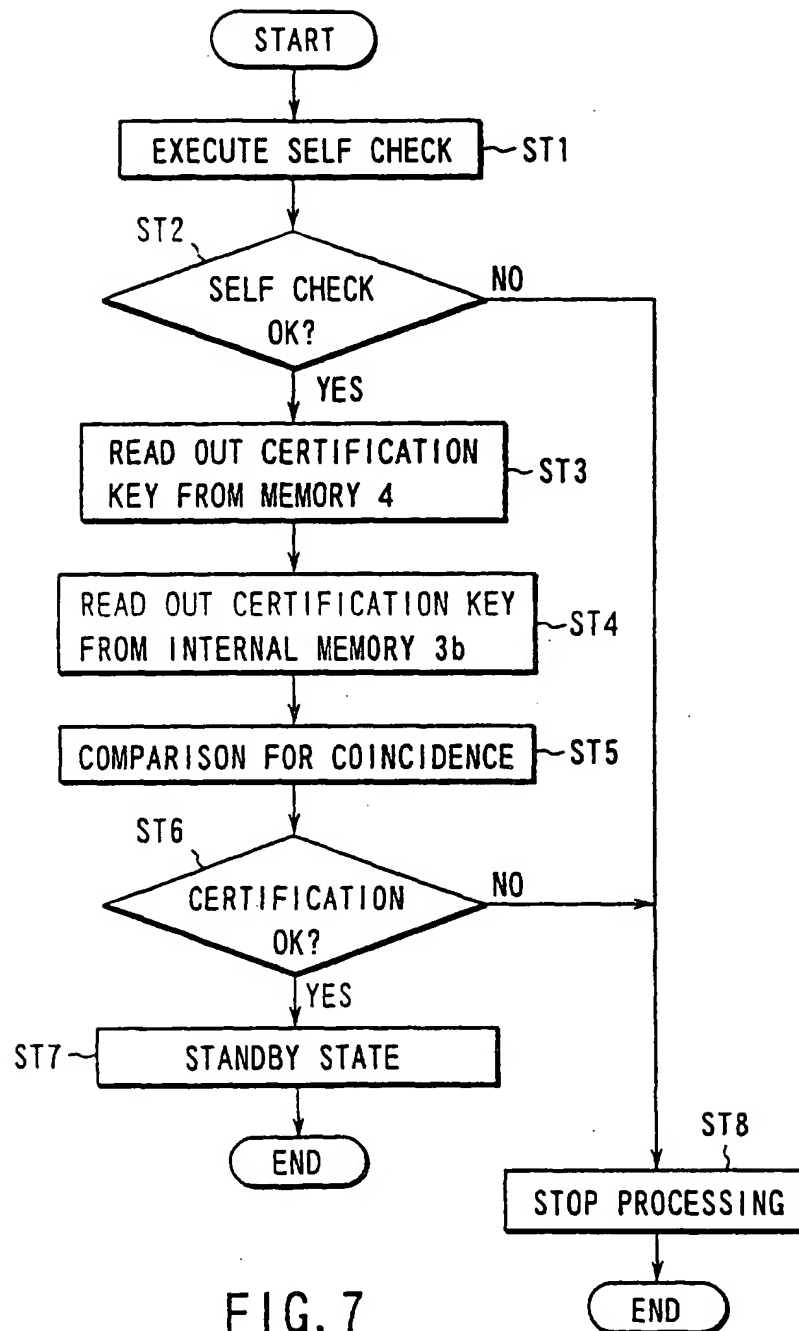 START
EXECUTE SELF CHECK
ST1
ST2
SELF CHECK
OK?
NO
YES
READ OUT CERTIFICATION
KEY FROM MEMORY 4
ST3
READ OUT CERTIFICATION KEY
FROM INTERNAL MEMORY 3b
ST4
COMPARISON FOR COINCIDENCE
ST5
ST6
CERTIFICATION
OK?
NO
YES
ST7
STANDBY STATE
END
ST8
STOP PROCESSING
END
FIG. 7